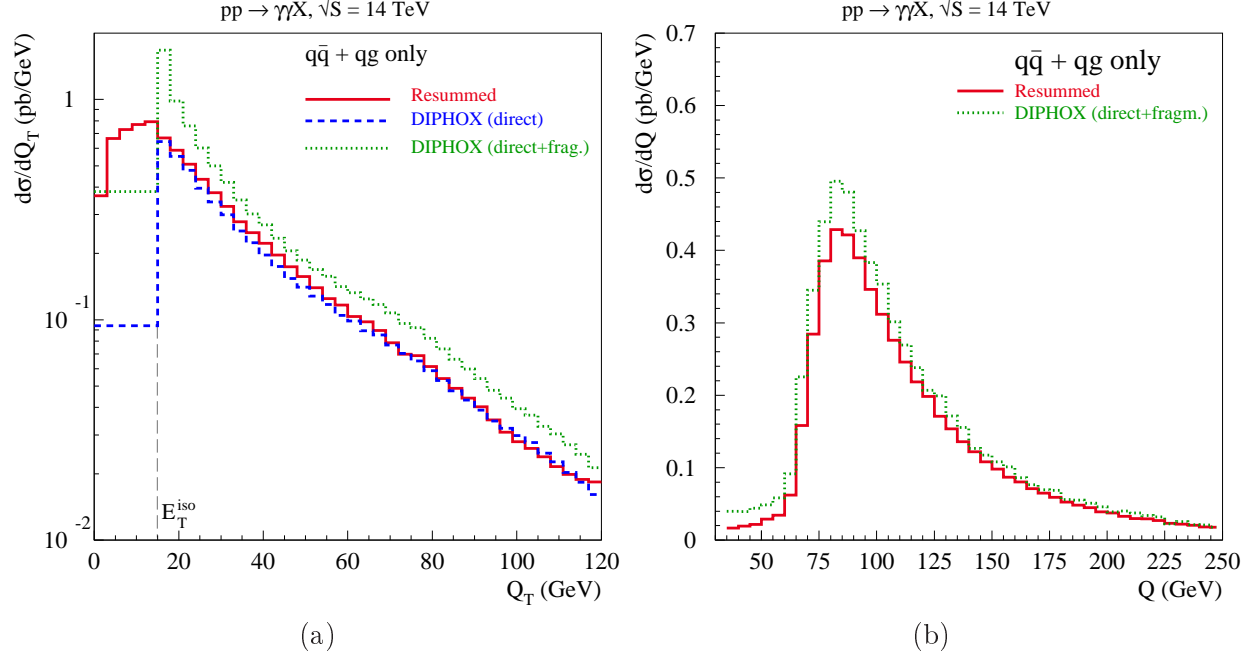 pp → γγX, √S = 14 TeV
dσ/dQ_T (pb/GeV)
qq̄ + qg only
Resummed
DIPHOX (direct)
DIPHOX (direct+frag.)
1
10^-1
10^-2
E_T^iso
0 20 40 60 80 100 120
Q_T (GeV)
(a)
pp → γγX, √S = 14 TeV
dσ/dQ (pb/GeV)
qq̄ + qg only
Resummed
DIPHOX (direct+fragm.)
0.7
0.6
0.5
0.4
0.3
0.2
0.1
0
50 75 100 125 150 175 200 225 250
Q (GeV)
(b)